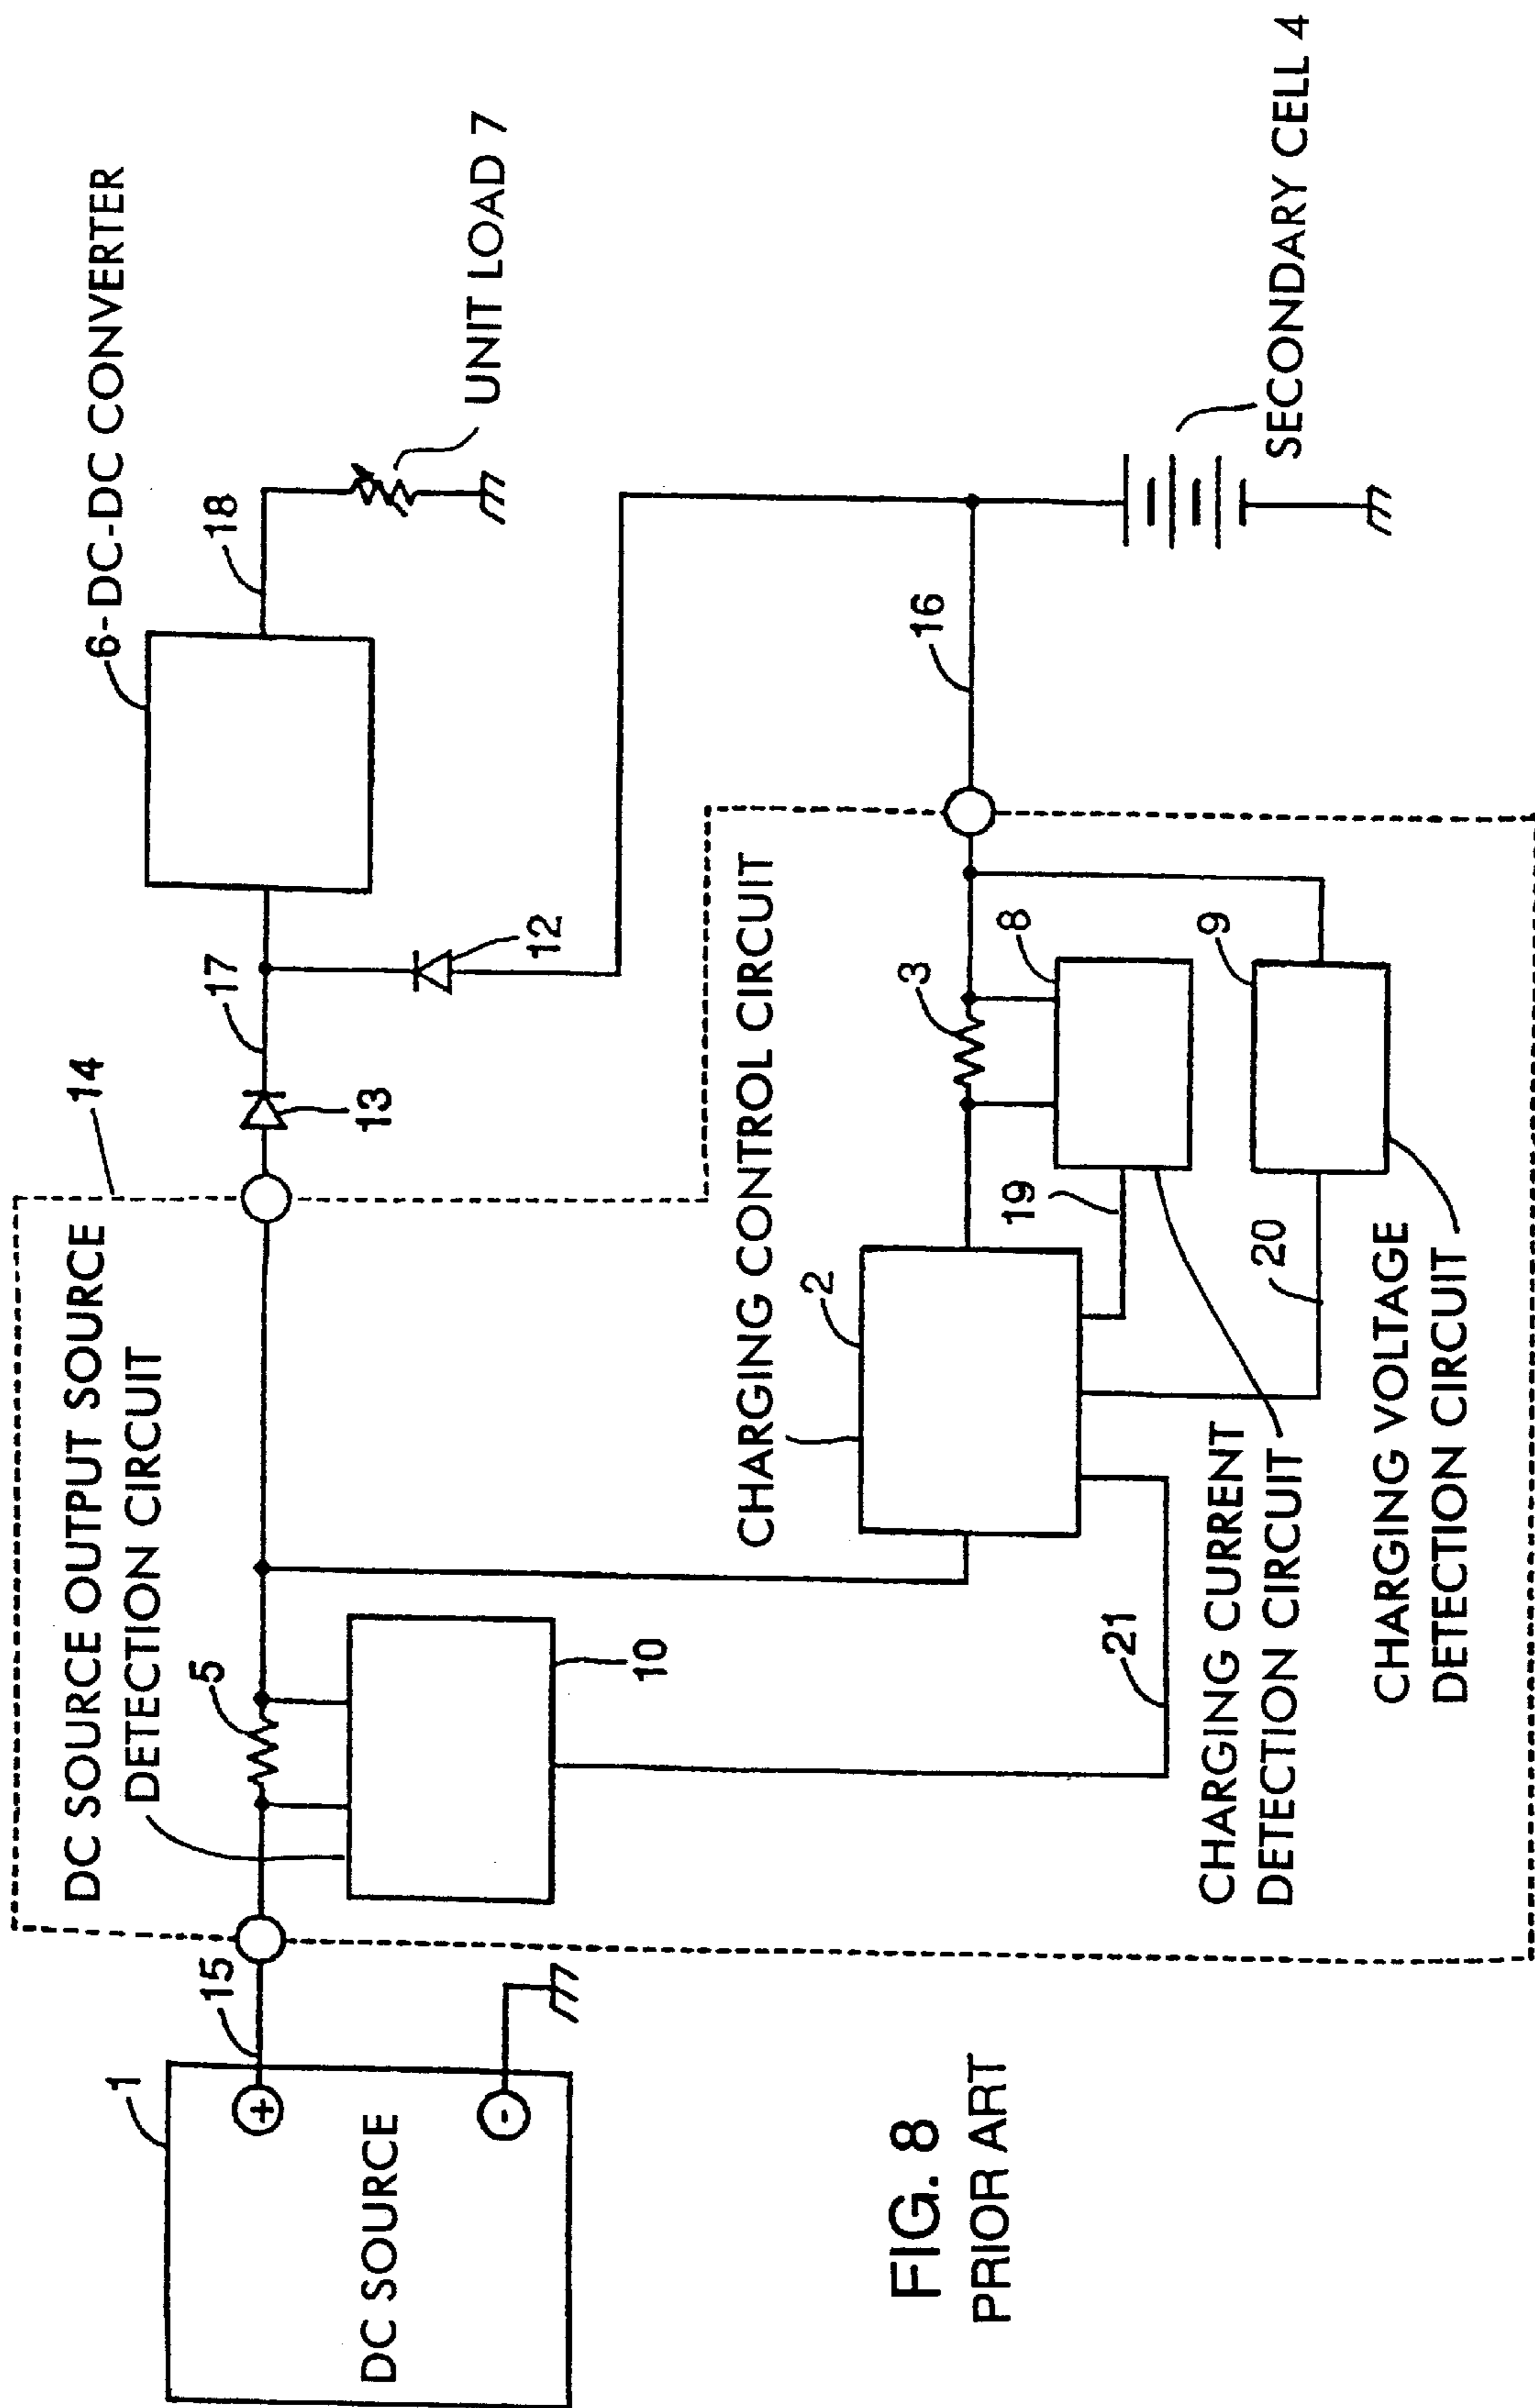 DC SOURCE OUTPUT SOURCE
DETECTION CIRCUIT
14
6-DC-DC CONVERTER
1
15
5
13
17
18
UNIT LOAD 7
DC SOURCE
10
12
CHARGING CONTROL CIRCUIT
2
3
16
8
19
9
21
20
CHARGING CURRENT
DETECTION CIRCUIT
CHARGING VOLTAGE
DETECTION CIRCUIT
SECONDARY CELL 4
FIG. 8
PRIOR ART